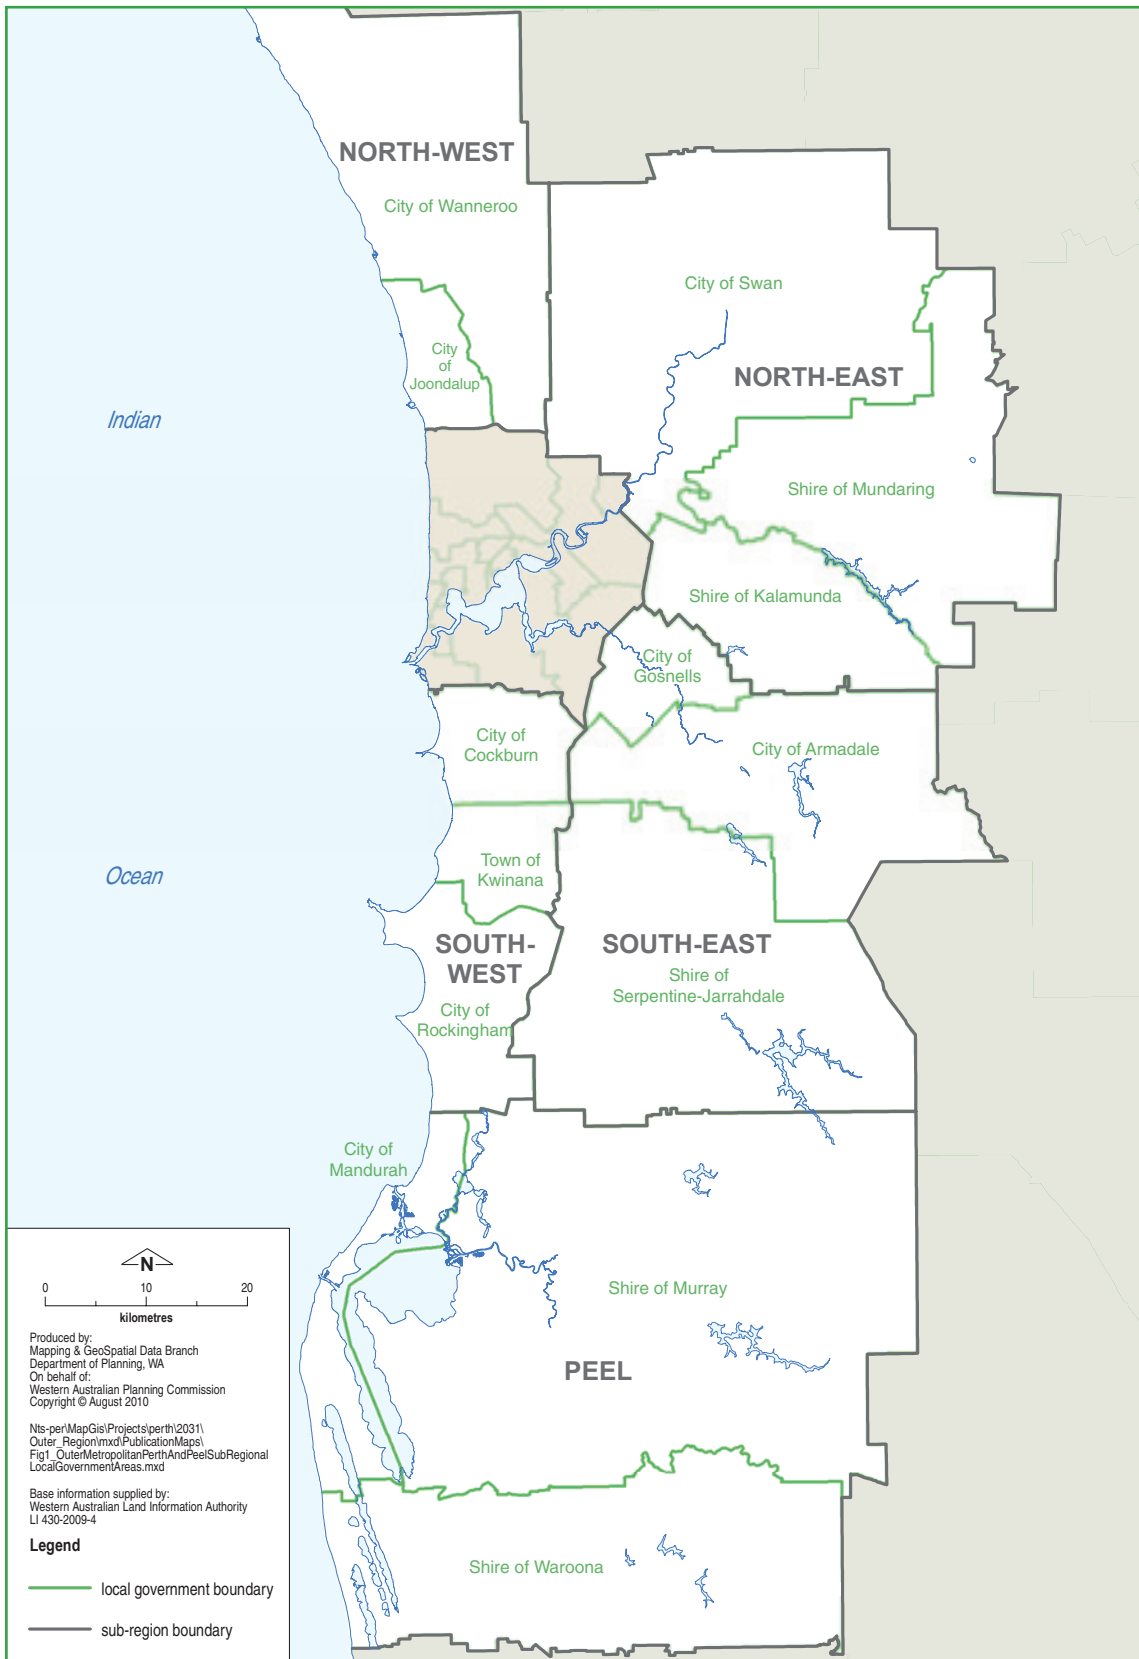 NORTH-WEST
City of Wanneroo
City of Swan
City
of
Joondalup
NORTH-EAST
Indian
Shire of Mundaring
Shire of Kalamunda
City of
Gosnells
City of
Cockburn
City of Armadale
Ocean
Town of
Kwinana
SOUTH-
WEST
SOUTH-EAST
Shire of
Serpentine-Jarrahdale
City of
Rockingham
City of
Mandurah
Shire of Murray
PEEL
Shire of Waroona
N
0 10 20
kilometres
Produced by:
Mapping & GeoSpatial Data Branch
Department of Planning, WA
On behalf of:
Western Australian Planning Commission
Copyright © August 2010
Nts-per\MapGis\Projects\perth\2031\
Outer_Region\mxd\PublicationMaps\
Fig1_OuterMetropolitanPerthAndPeelSubRegional
LocalGovernmentAreas.mxd
Base information supplied by:
Western Australian Land Information Authority
LI 430-2009-4
Legend
local government boundary
sub-region boundary